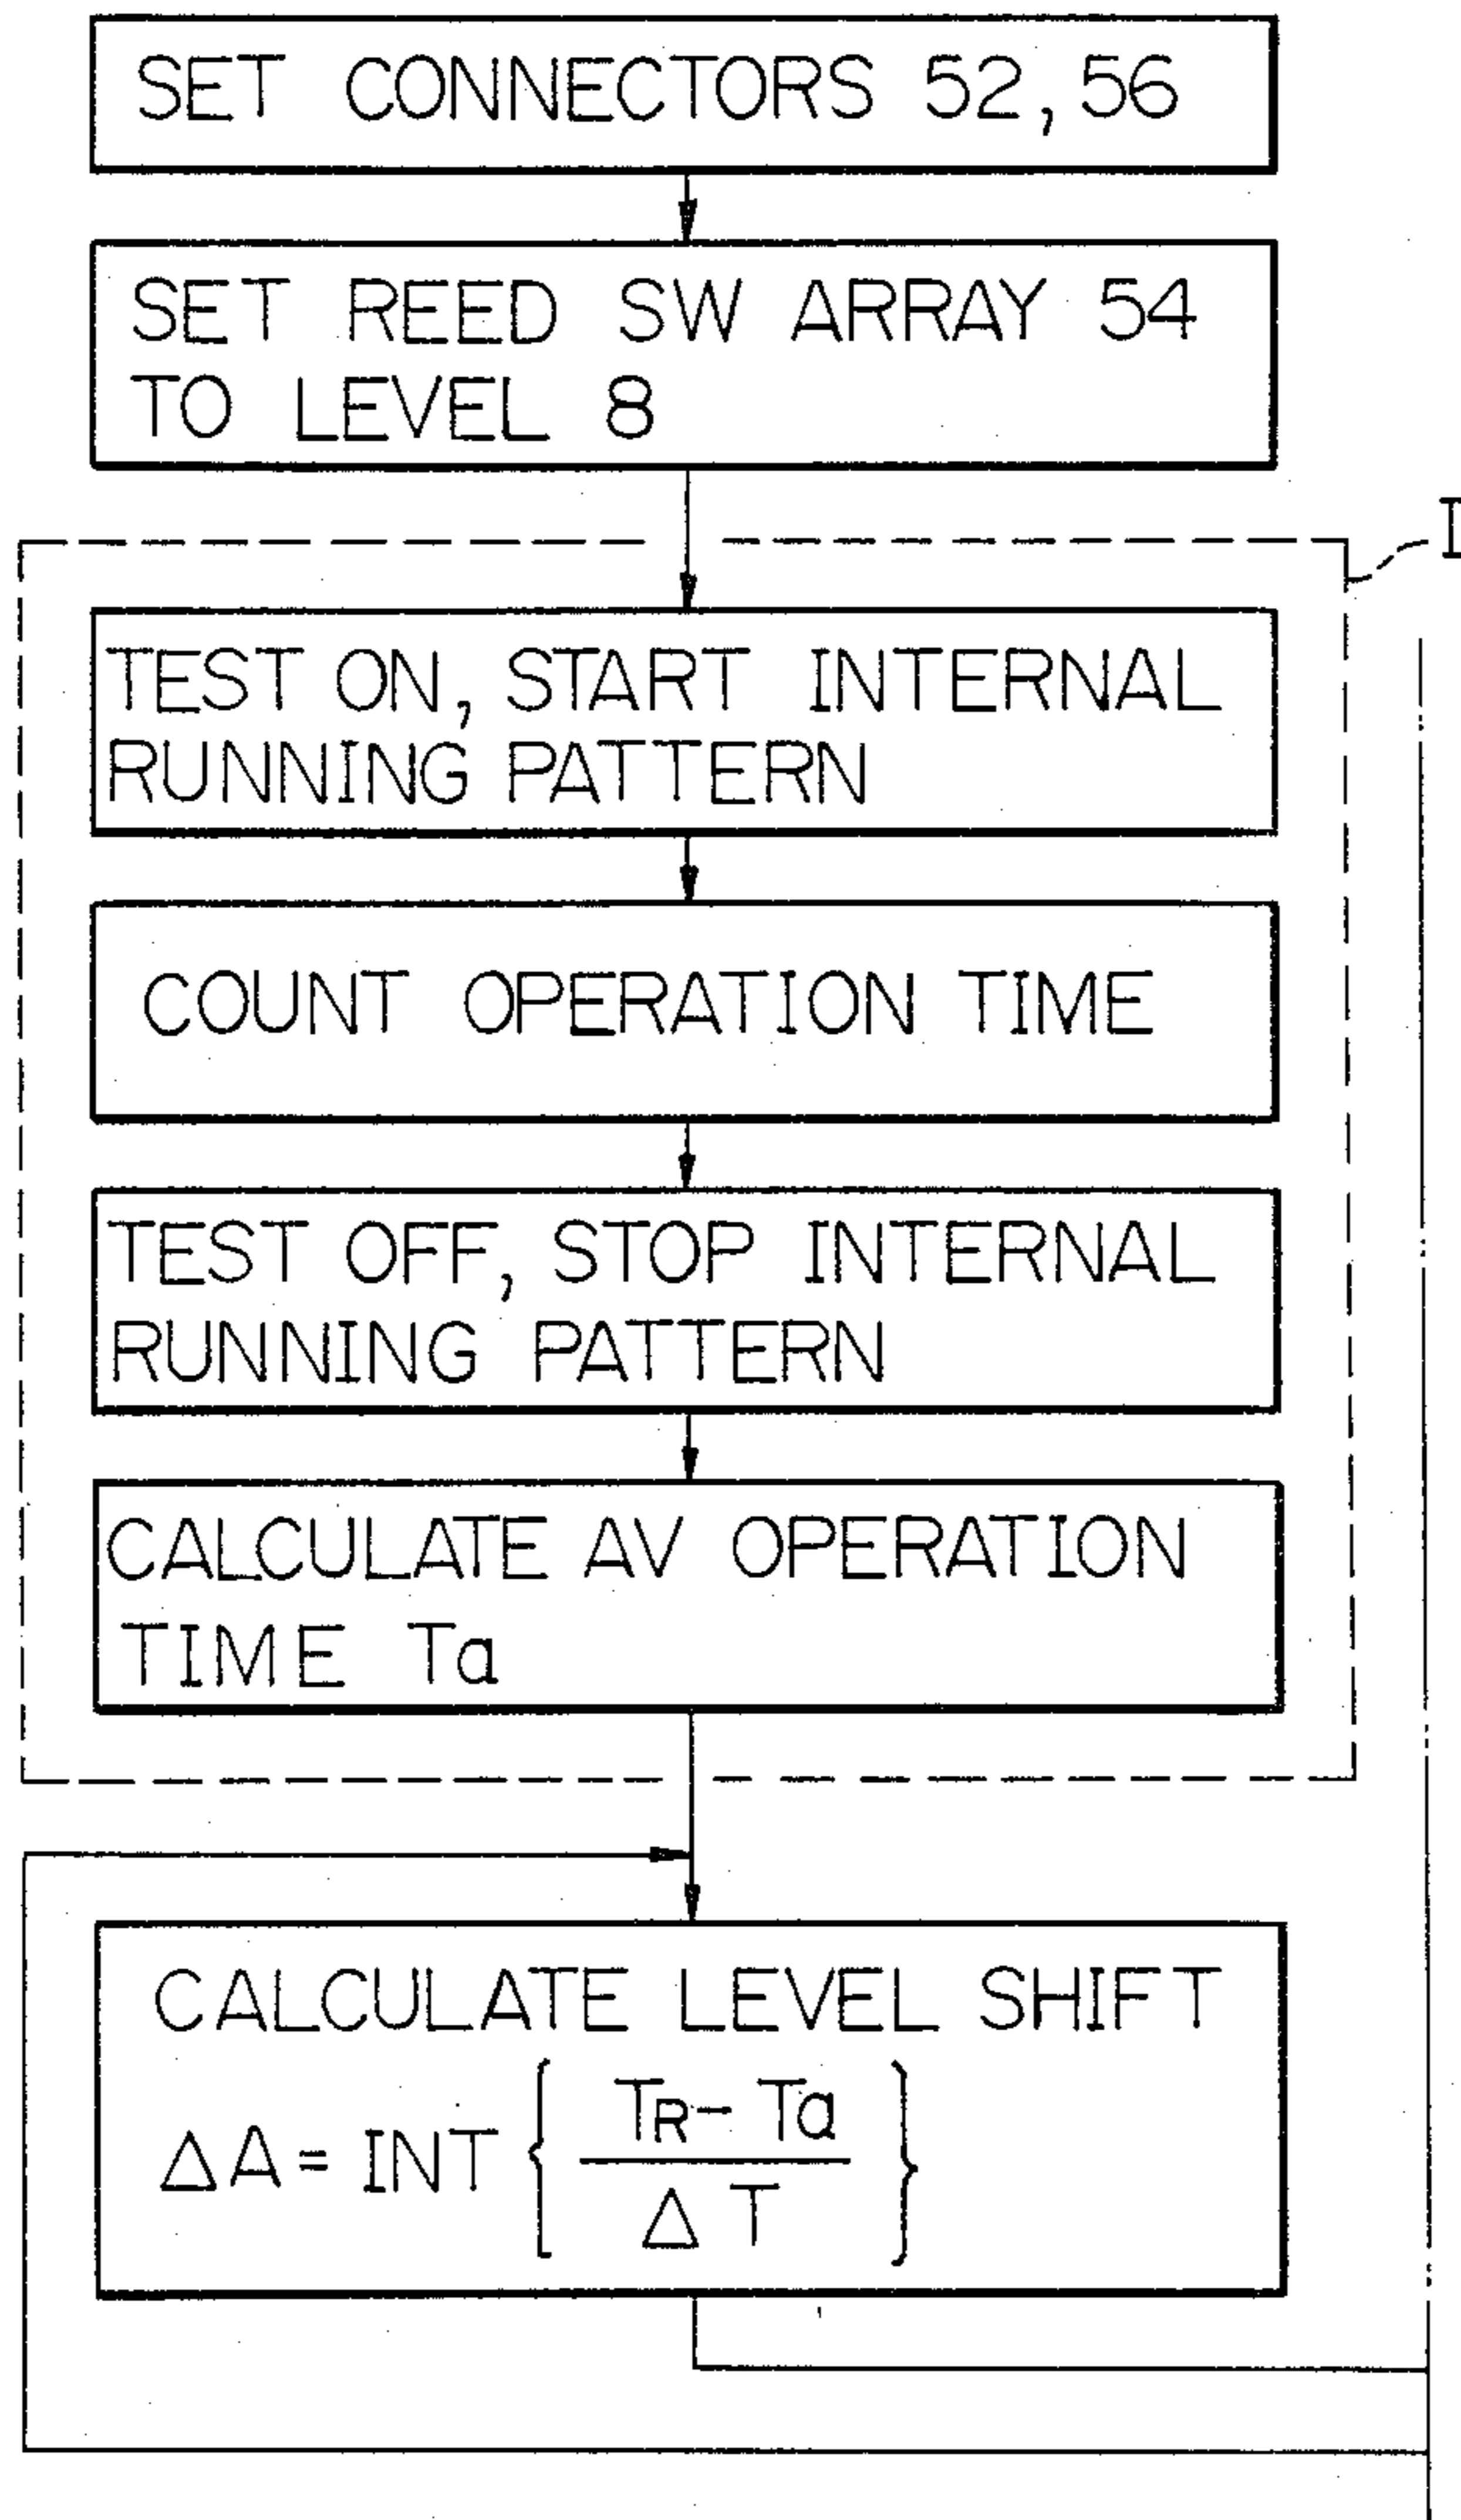 SET CONNECTORS 52, 56
SET REED SW ARRAY 54
TO LEVEL 8
I
TEST ON, START INTERNAL
RUNNING PATTERN
COUNT OPERATION TIME
TEST OFF, STOP INTERNAL
RUNNING PATTERN
CALCULATE AV OPERATION
TIME Ta
CALCULATE LEVEL SHIFT
ΔA = INT { TR - Ta / ΔT }